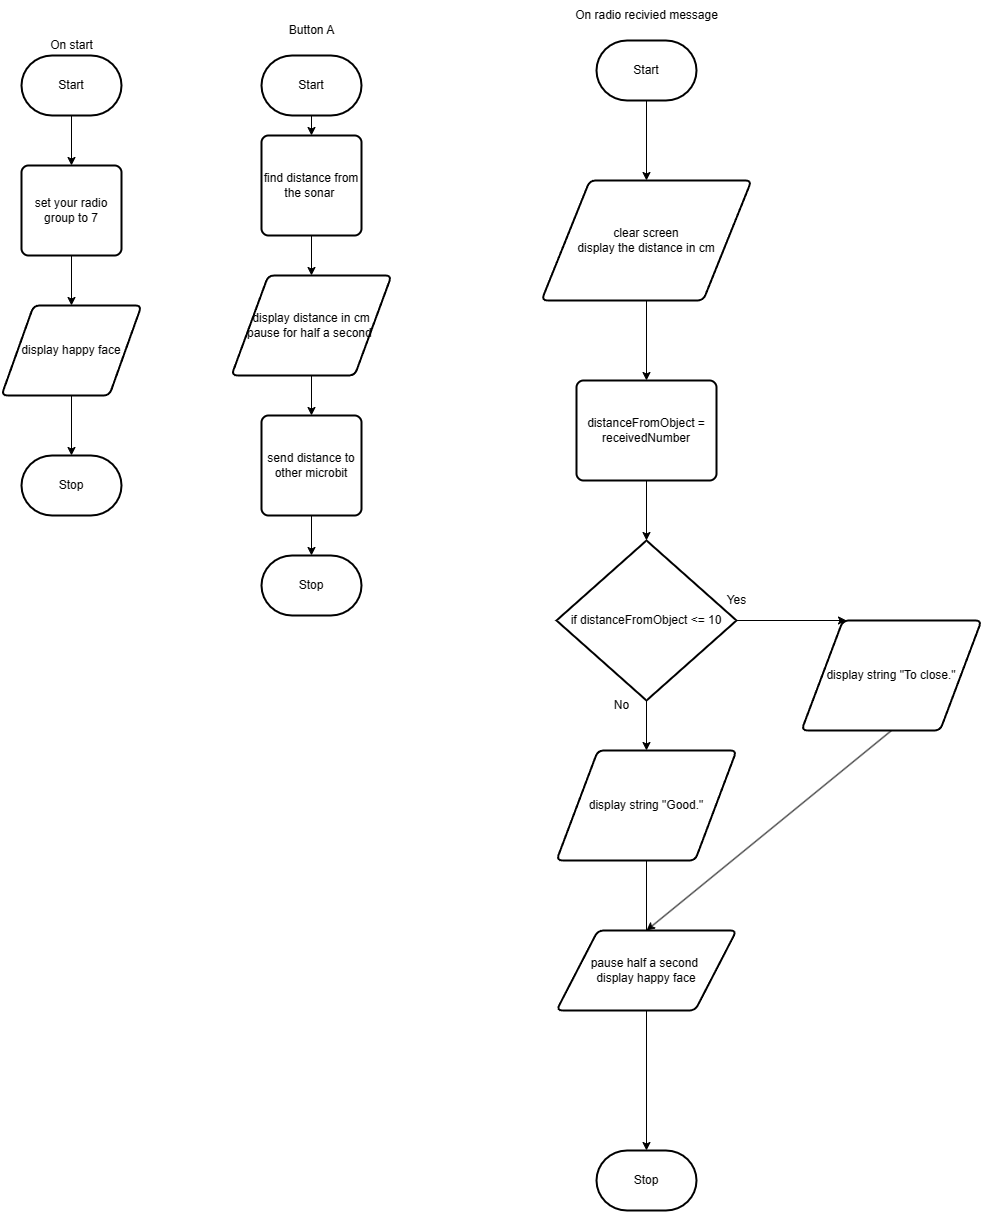 On start
Start
set your radio
group to 7
display happy face
Stop
Button A
Start
find distance from
the sonar
display distance in cm
pause for half a second
send distance to
other microbit
Stop
On radio recivied message
Start
clear screen
display the distance in cm
distanceFromObject =
receivedNumber
if distanceFromObject <= 10
Yes
display string "To close."
No
display string "Good."
pause half a second
display happy face
Stop